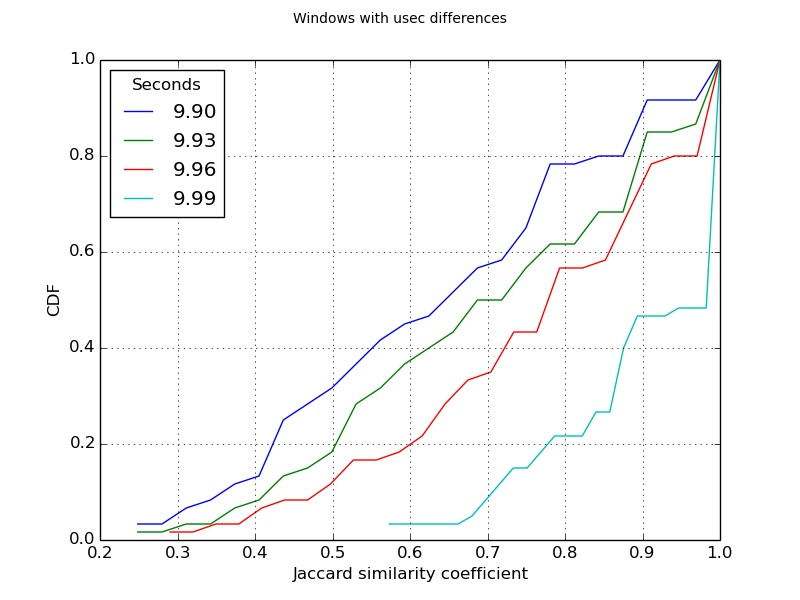 Windows with usec differences
Seconds
9.90
9.93
9.96
9.99
CDF
1.0
0.8
0.6
0.4
0.2
0.0
0.2 0.3 0.4 0.5 0.6 0.7 0.8 0.9 1.0
Jaccard similarity coefficient